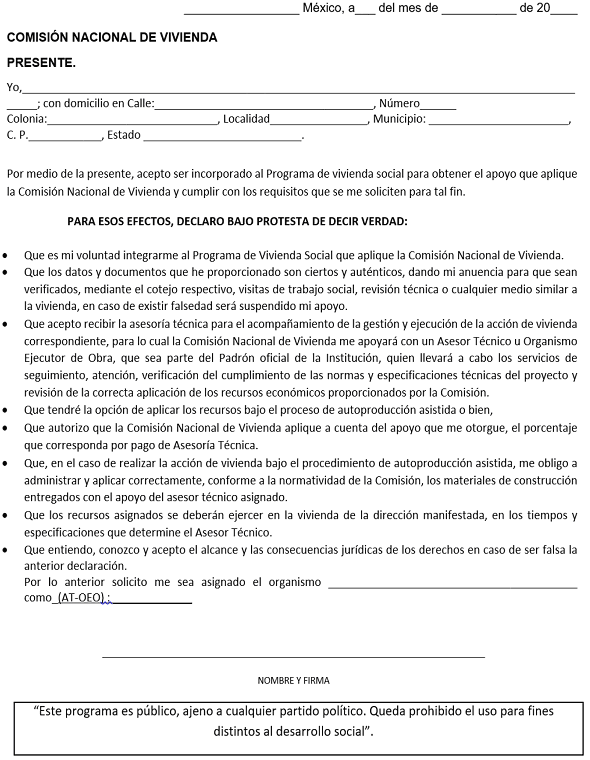 _________________ México, a___ del mes de ___________ de 20____
COMISIÓN NACIONAL DE VIVIENDA
PRESENTE.
Yo,___________________________________________________________________________________________
_____; con domicilio en Calle:____________________________________, Número______
Colonia:____________________________, Localidad________________, Municipio: _______________________,
C. P.____________, Estado __________________________.
Por medio de la presente, acepto ser incorporado al Programa de vivienda social para obtener el apoyo que aplique
la Comisión Nacional de Vivienda y cumplir con los requisitos que se me soliciten para tal fin.
PARA ESOS EFECTOS, DECLARO BAJO PROTESTA DE DECIR VERDAD:
• Que es mi voluntad integrarme al Programa de Vivienda Social que aplique la Comisión Nacional de Vivienda.
• Que los datos y documentos que he proporcionado son ciertos y auténticos, dando mi anuencia para que sean
verificados, mediante el cotejo respectivo, visitas de trabajo social, revisión técnica o cualquier medio similar a
la vivienda, en caso de existir falsedad será suspendido mi apoyo.
• Que acepto recibir la asesoría técnica para el acompañamiento de la gestión y ejecución de la acción de vivienda
correspondiente, para lo cual la Comisión Nacional de Vivienda me apoyará con un Asesor Técnico u Organismo
Ejecutor de Obra, que sea parte del Padrón oficial de la Institución, quien llevará a cabo los servicios de
seguimiento, atención, verificación del cumplimiento de las normas y especificaciones técnicas del proyecto y
revisión de la correcta aplicación de los recursos económicos proporcionados por la Comisión.
• Que tendré la opción de aplicar los recursos bajo el proceso de autoproducción asistida o bien,
• Que autorizo que la Comisión Nacional de Vivienda aplique a cuenta del apoyo que me otorgue, el porcentaje
que corresponda por pago de Asesoría Técnica.
• Que, en el caso de realizar la acción de vivienda bajo el procedimiento de autoproducción asistida, me obligo a
administrar y aplicar correctamente, conforme a la normatividad de la Comisión, los materiales de construcción
entregados con el apoyo del asesor técnico asignado.
• Que los recursos asignados se deberán ejercer en la vivienda de la dirección manifestada, en los tiempos y
especificaciones que determine el Asesor Técnico.
• Que entiendo, conozco y acepto el alcance y las consecuencias jurídicas de los derechos en caso de ser falsa la
anterior declaración.
Por lo anterior solicito me sea asignado el organismo _________________________________________
como_(AT-OEO) :_____________
_______________________________________________________________
NOMBRE Y FIRMA
“Este programa es público, ajeno a cualquier partido político. Queda prohibido el uso para fines
distintos al desarrollo social”.